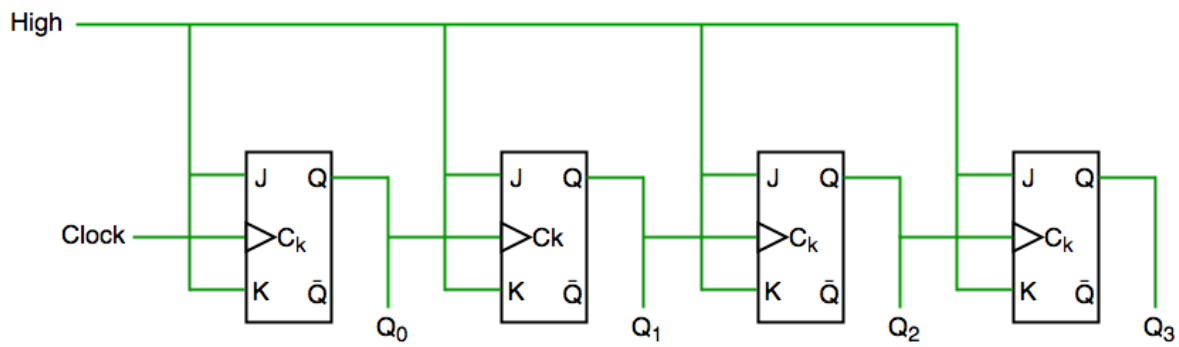 High
J Q J Q J Q J Q
Clock Cₖ Ck Cₖ Cₖ
K Q̄ K Q̄ K Q̄ K Q̄
Q₀ Q₁ Q₂ Q₃